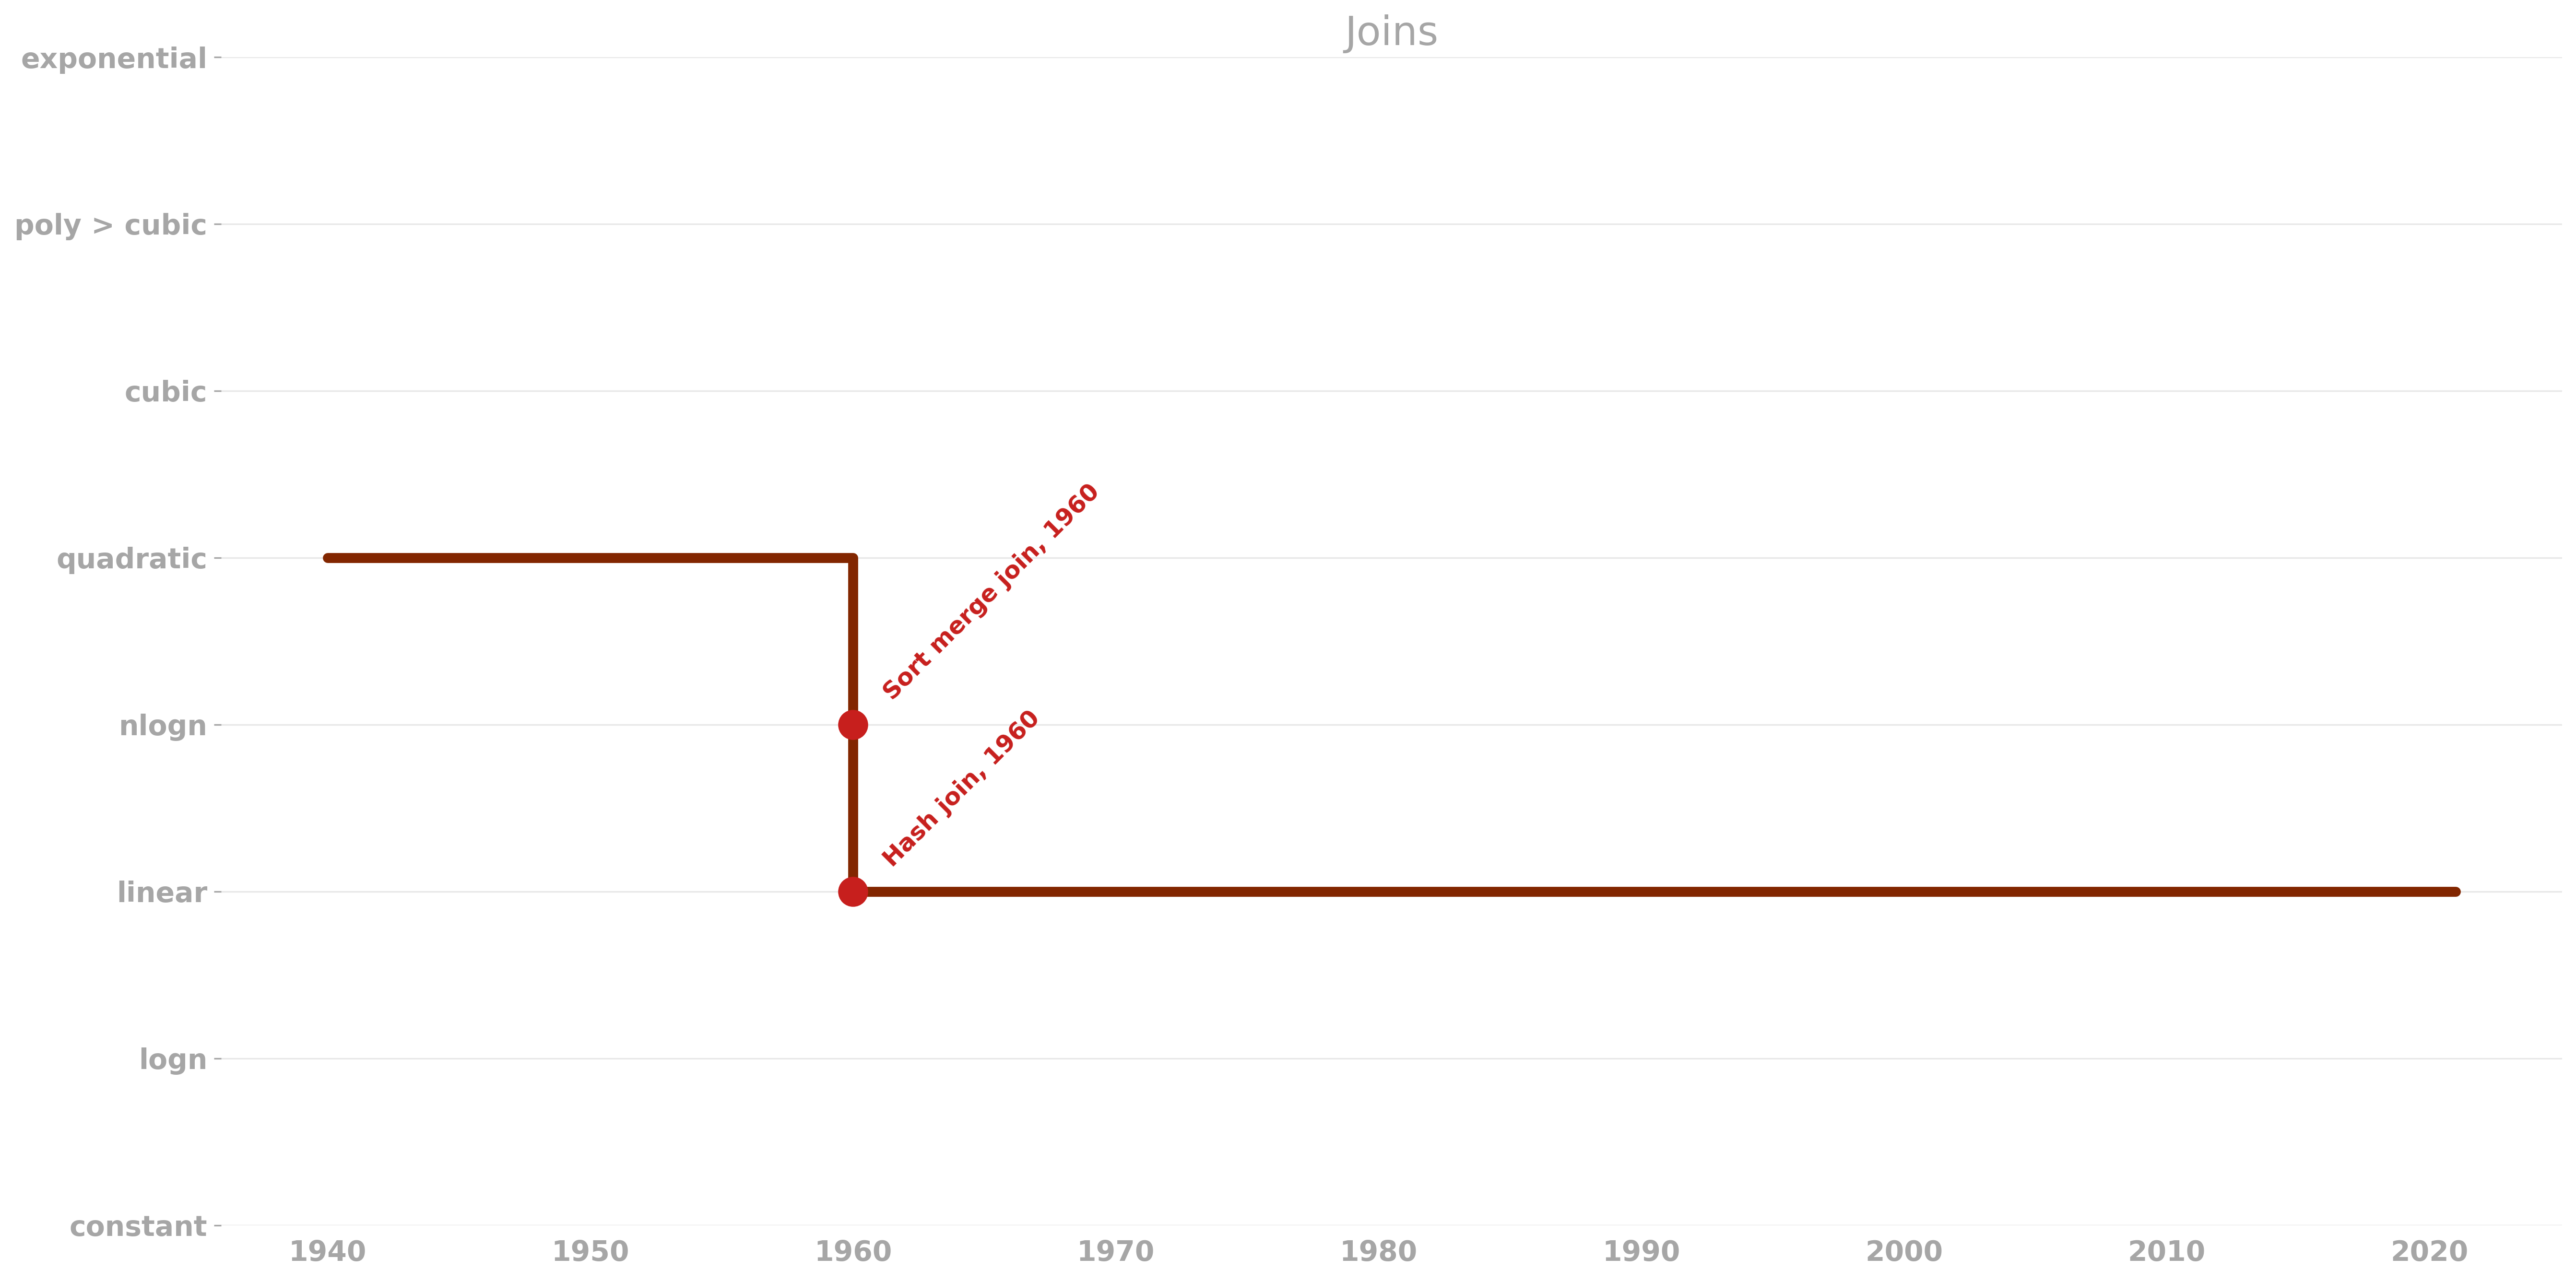 Joins
exponential
poly > cubic
cubic
quadratic
nlogn
linear
logn
constant
Sort merge join, 1960
Hash join, 1960
1940 1950 1960 1970 1980 1990 2000 2010 2020